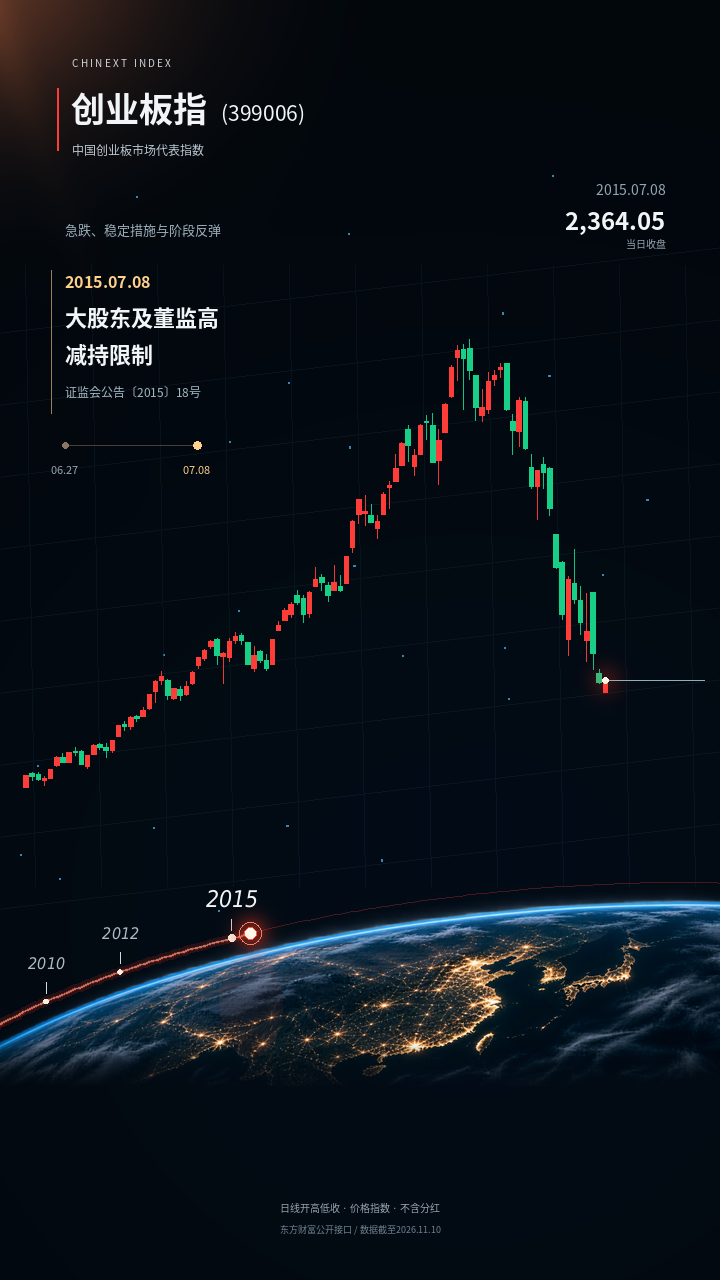 CHINEXT INDEX
创业板指 (399006)
中国创业板市场代表指数
2015.07.08
2,364.05
当日收盘
急跌、稳定措施与阶段反弹
2015.07.08
大股东及董监高
减持限制
证监会公告〔2015〕18号
06.27
07.08
2015
2012
2010
日线开高低收 · 价格指数 · 不含分红
东方财富公开接口 / 数据截至2026.11.10